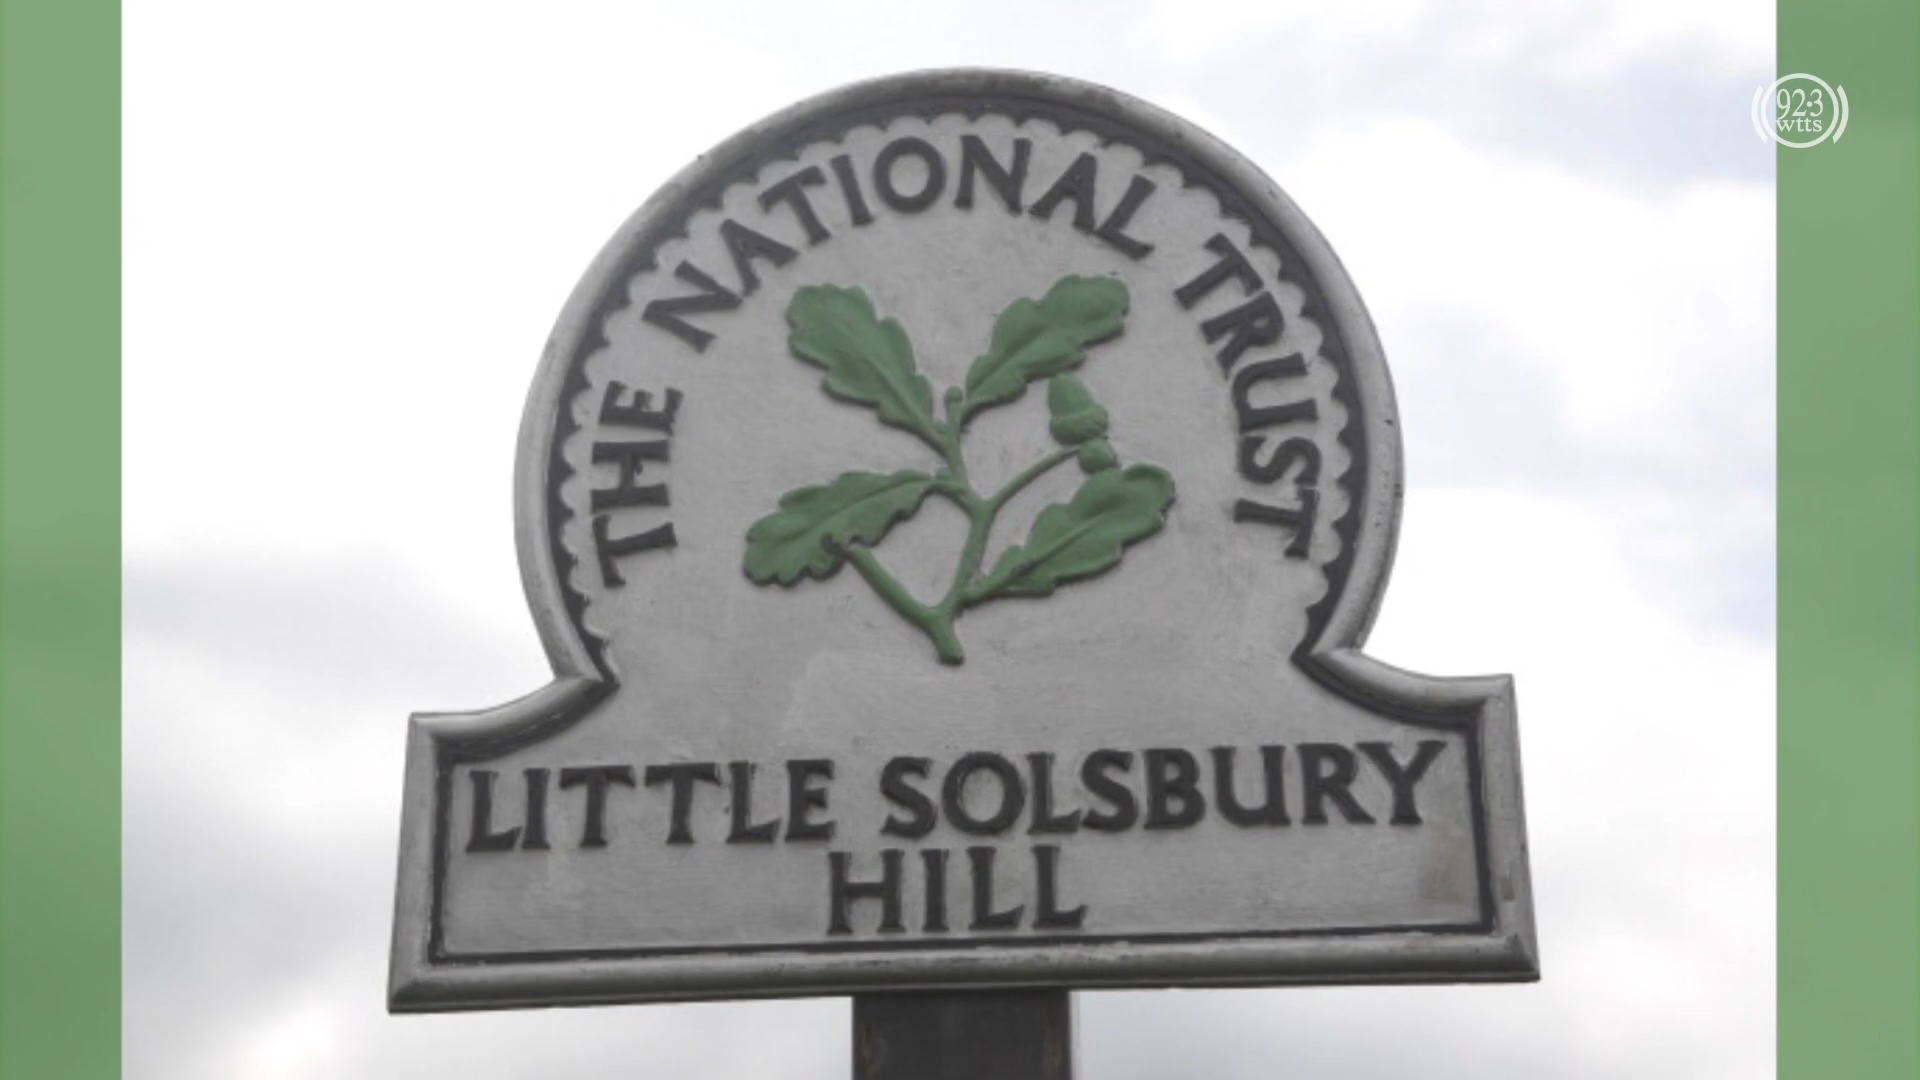 92.3
wtts
THE NATIONAL TRUST
LITTLE SOLSBURY
HILL